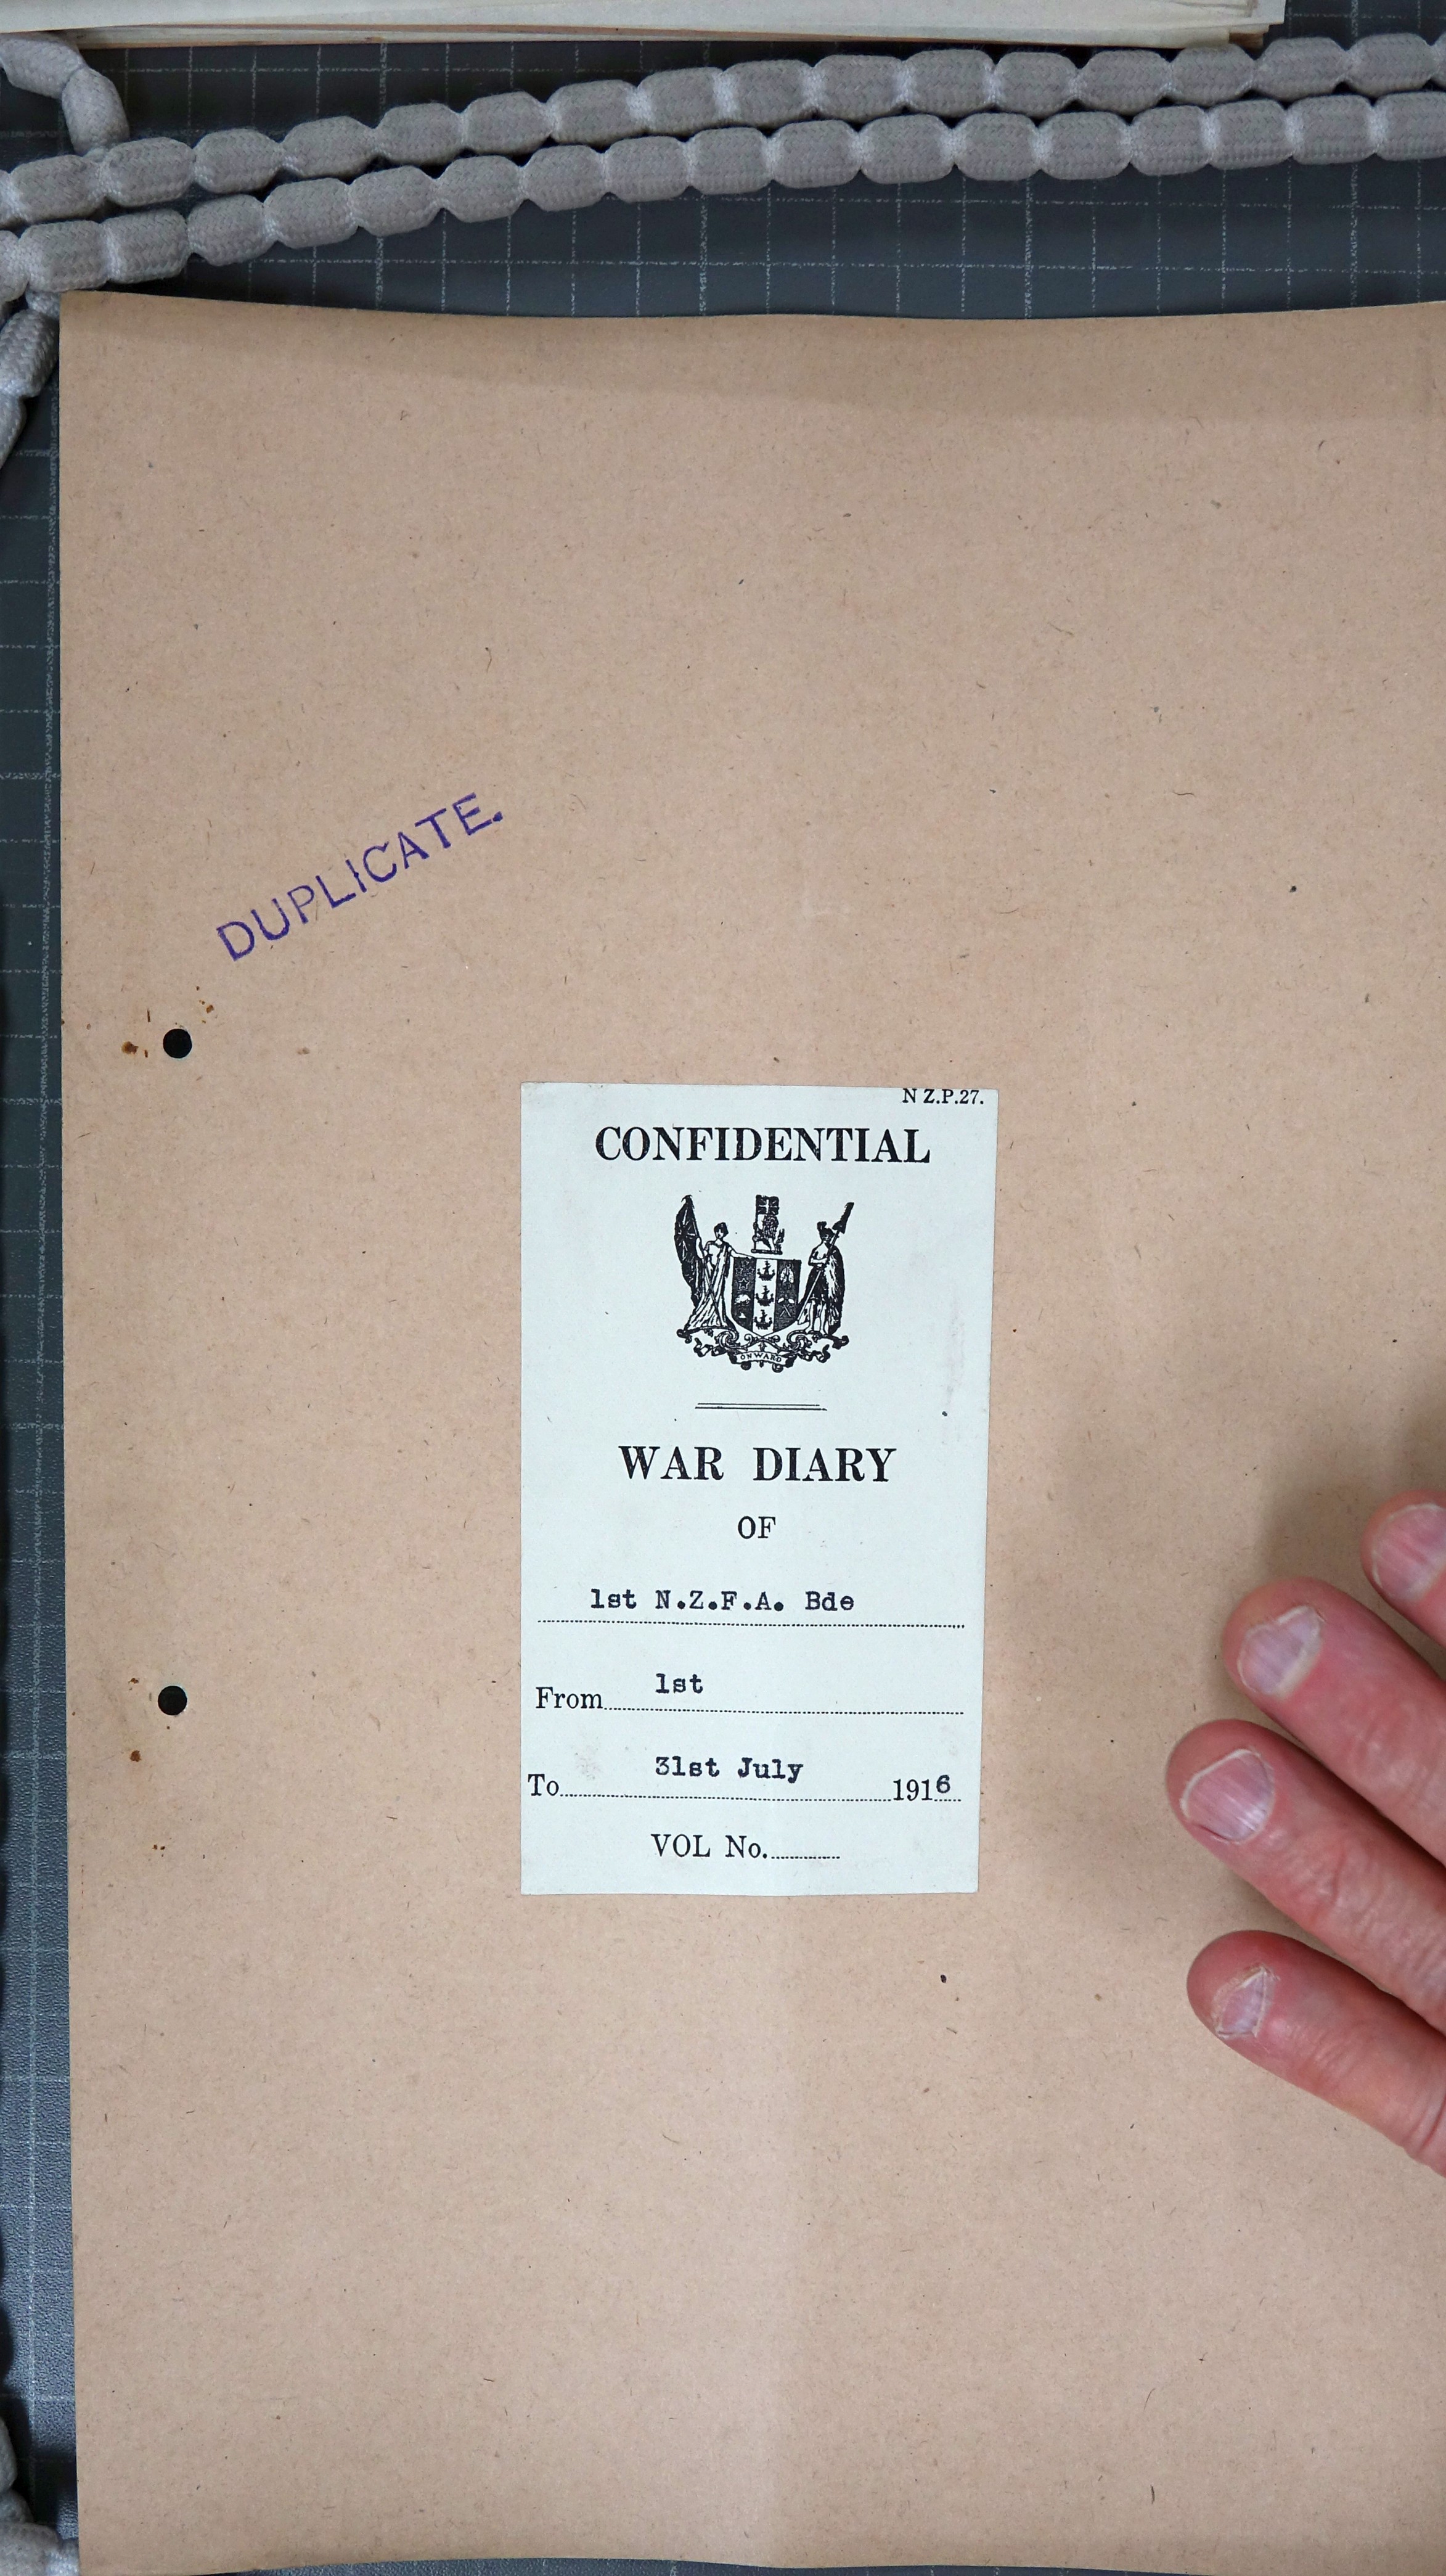 DUPLICATE.
N Z.P.27.
CONFIDENTIAL
ONWARD
WAR DIARY
OF
1st N.Z.F.A. Bde
From 1st
To 31st July 1916
VOL No.